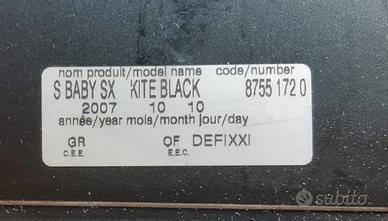 nom produit/model name code/number
S BABY SX KITE BLACK 8755 172 0
2007 10 10
année/year mois/month jour/day
GR OF DEFIXXI
C.E.E. E.E.C.
subito